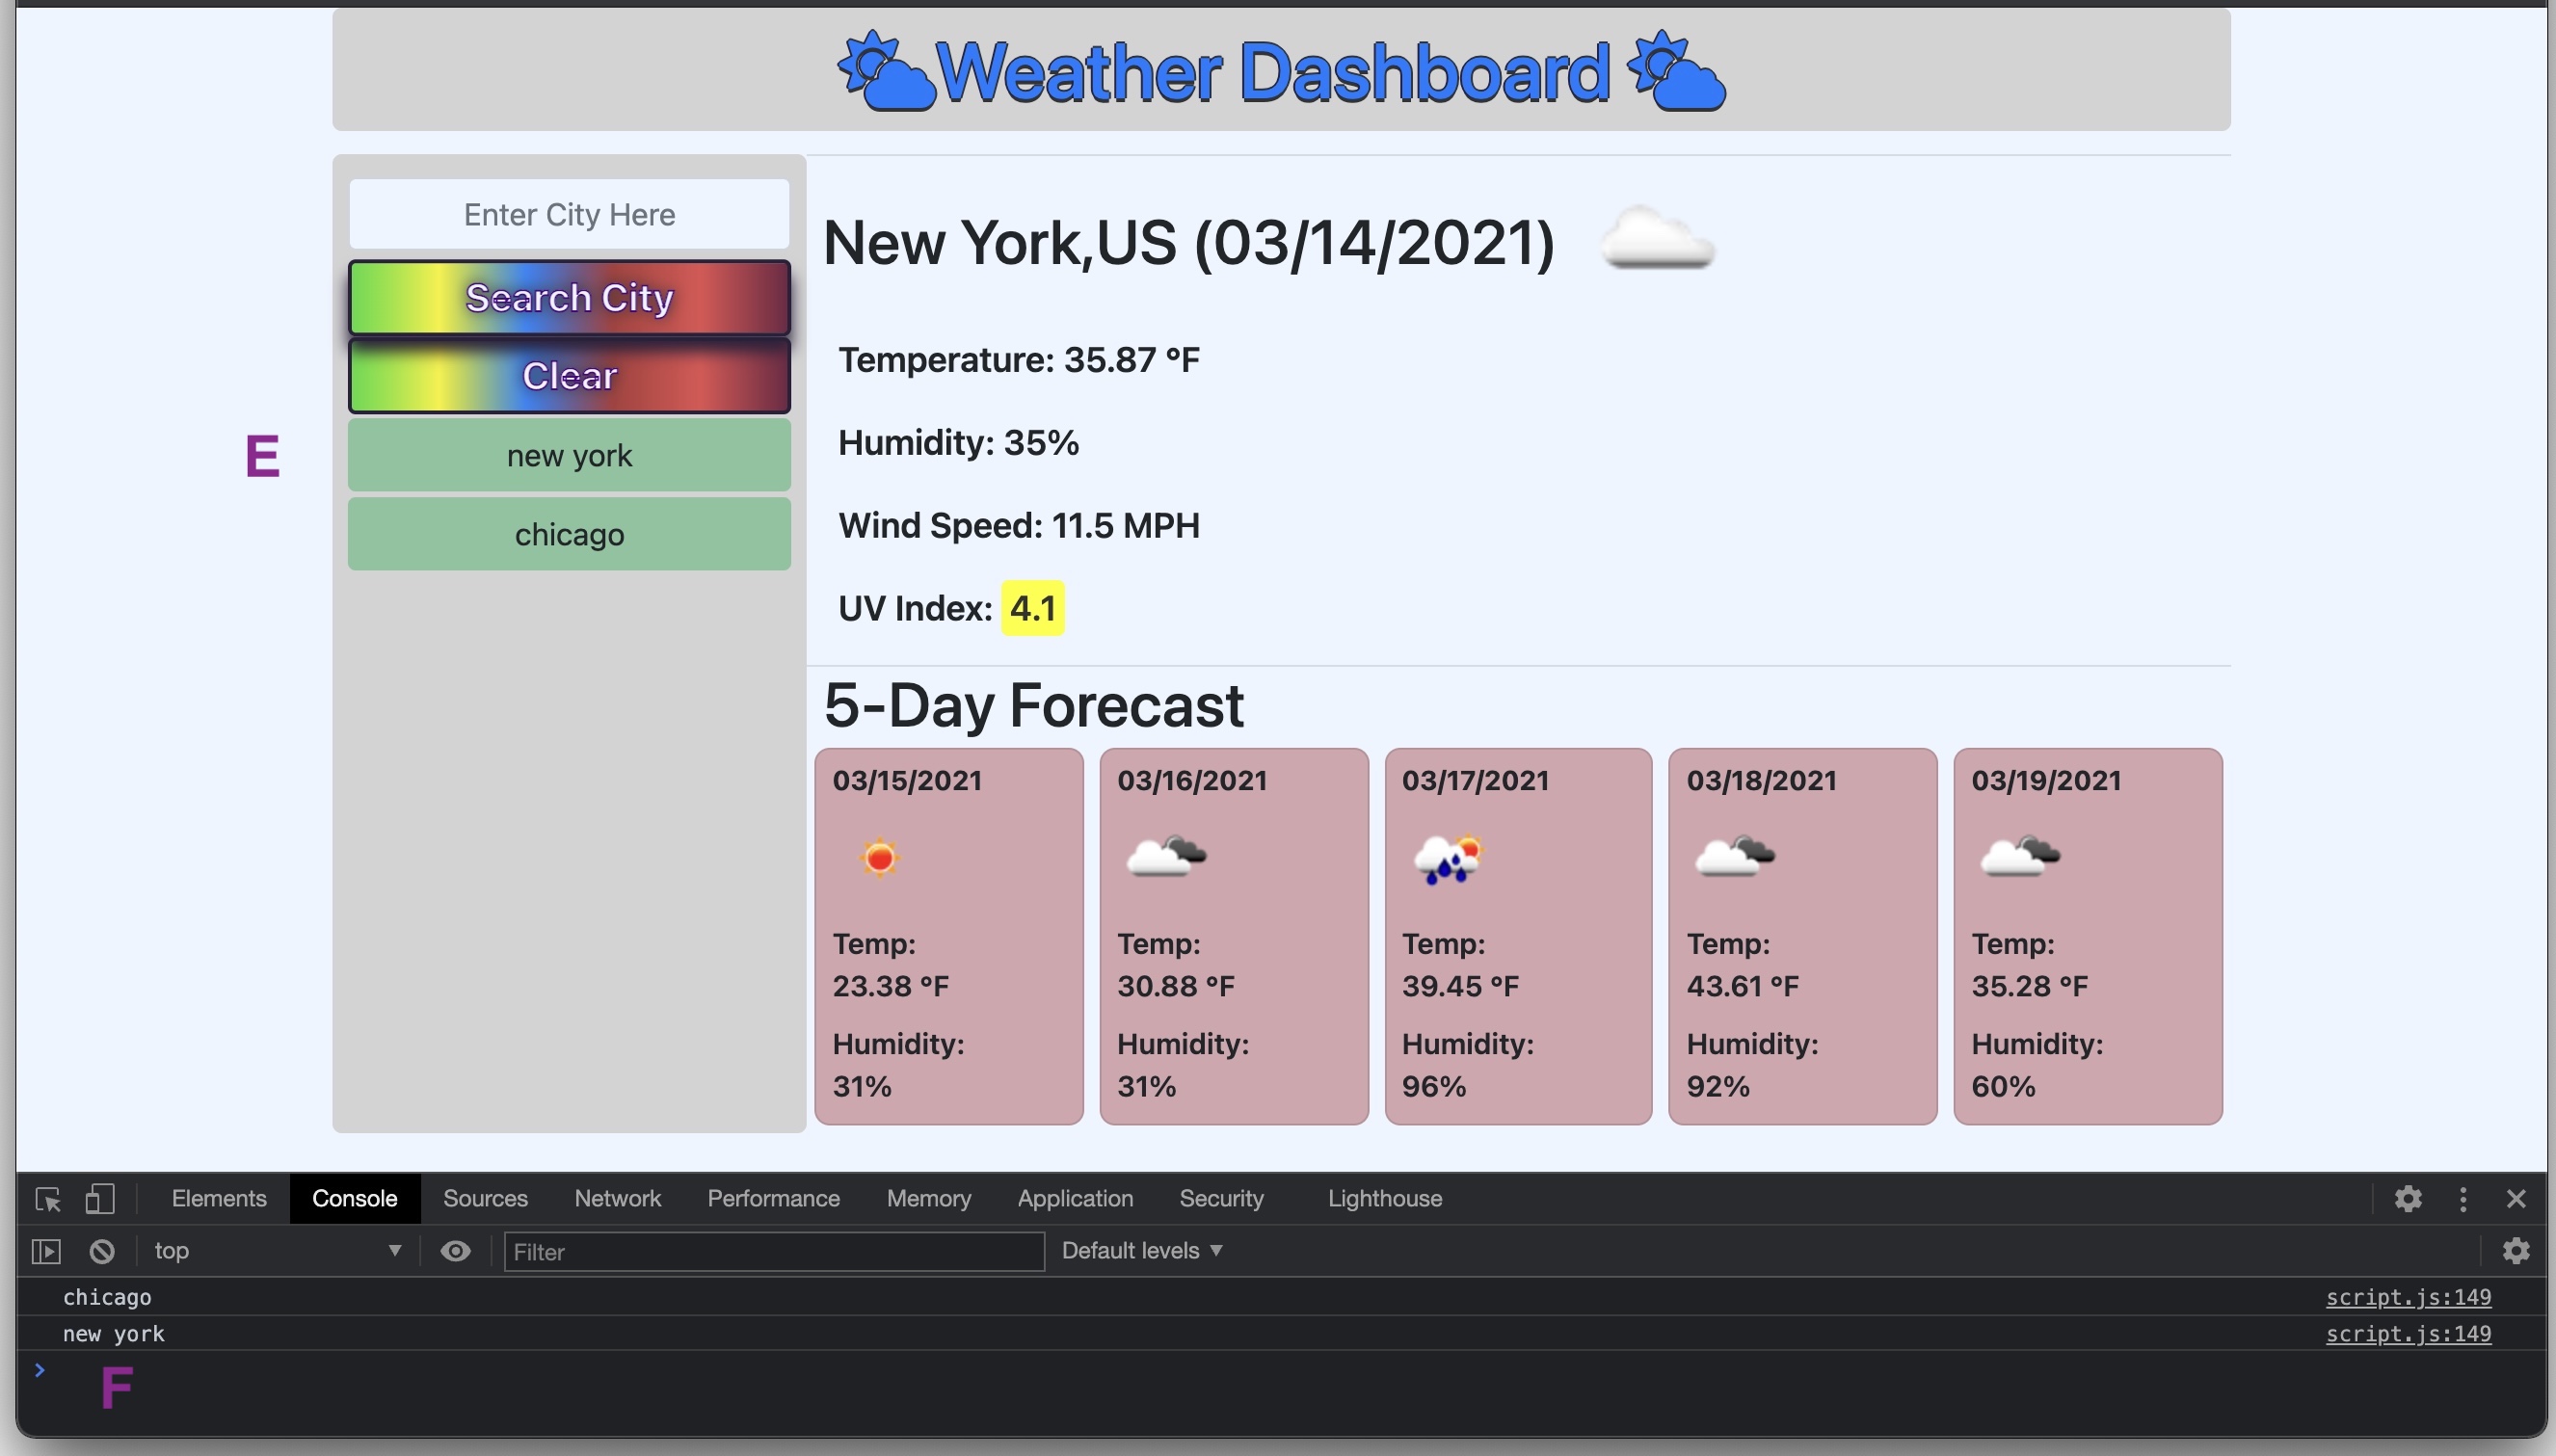 Weather Dashboard
Enter City Here
Search City
Clear
E
new york
chicago
New York,US (03/14/2021)
Temperature: 35.87 °F
Humidity: 35%
Wind Speed: 11.5 MPH
UV Index: 4.1
5-Day Forecast
03/15/2021
Temp:
23.38 °F
Humidity:
31%
03/16/2021
Temp:
30.88 °F
Humidity:
31%
03/17/2021
Temp:
39.45 °F
Humidity:
96%
03/18/2021
Temp:
43.61 °F
Humidity:
92%
03/19/2021
Temp:
35.28 °F
Humidity:
60%
Elements Console Sources Network Performance Memory Application Security Lighthouse
top Filter Default levels
chicago script.js:149
new york script.js:149
F